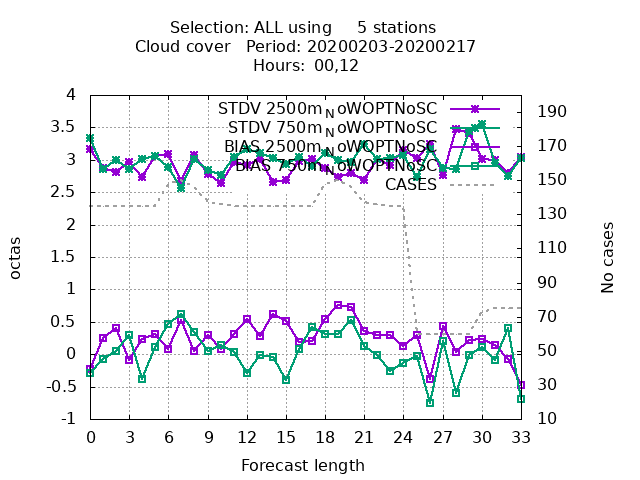 Selection: ALL using     5 stations
Cloud cover   Period: 20200203-20200217
Hours:  00,12
STDV 2500m_NoWOPTNoSC
STDV 750m_NoWOPTNoSC
BIAS 2500m_NoWOPTNoSC
BIAS 750m_NoWOPTNoSC
CASES
4
3.5
3
2.5
2
1.5
1
0.5
0
-0.5
-1
octas
190
170
150
130
110
90
70
50
30
10
No cases
0 3 6 9 12 15 18 21 24 27 30 33
Forecast length